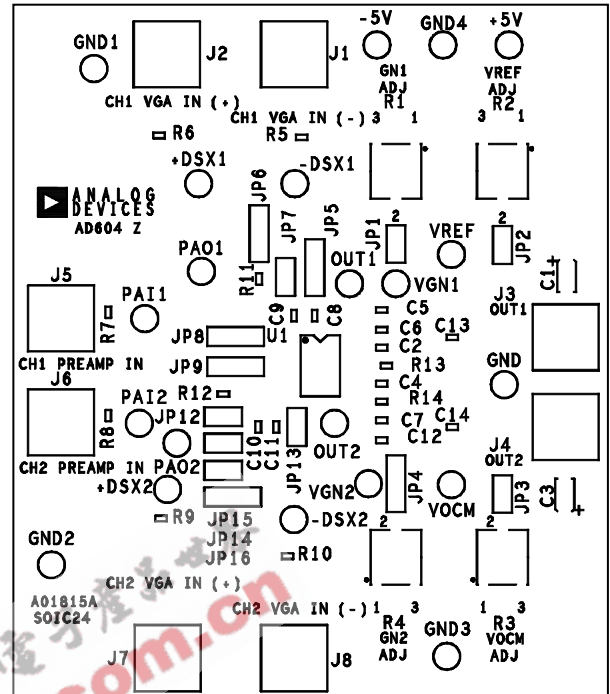 -5V
GND4
+5V
GND1
J2
J1
GN1
ADJ
R1
VREF
ADJ
R2
CH1 VGA IN (+)
CH1 VGA IN (-)
3 1
3 1
R6
R5
+DSX1
-DSX1
JP6
JP7
JP5
ANALOG
DEVICES
AD604 Z
PAO1
R11
OUT1
JP1
2
VREF
2
JP2
VGN1
C1
+
J5
PAI1
R7
C9
C8
C5
C6
C13
C2
J3
OUT1
JP8
U1
JP9
R13
GND
CH1 PREAMP IN
J6
PAI2
R12
C4
R14
JP12
R8
C7
C14
C12
C10
C11
JP13
OUT2
J4
OUT2
CH2 PREAMP IN
PAO2
+DSX2
VGN2
JP4
VOCM
JP3
C3
+
R9
JP15
JP14
JP16
-DSX2
2
2
R10
GND2
CH2 VGA IN (+)
A01815A
SOIC24
CH2 VGA IN (-)
1 3
1 3
R4
GN2
ADJ
GND3
R3
VOCM
ADJ
J7
J8
com.cn